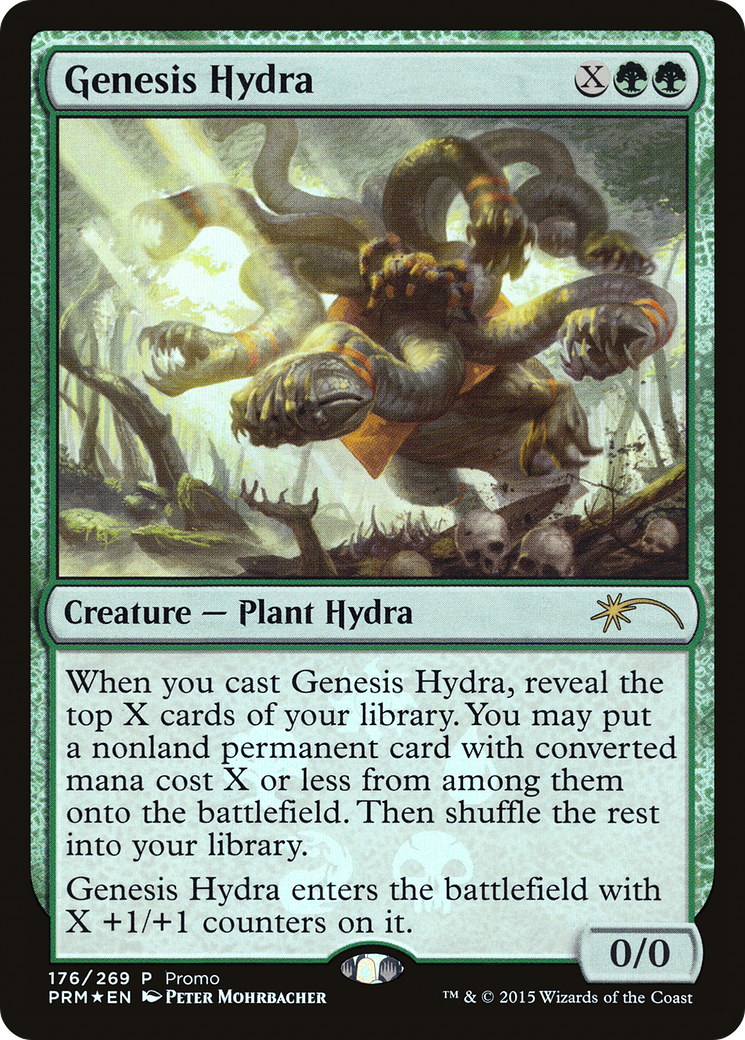 Genesis Hydra X
Creature — Plant Hydra
When you cast Genesis Hydra, reveal the
top X cards of your library. You may put
a nonland permanent card with converted
mana cost X or less from among them
onto the battlefield. Then shuffle the rest
into your library.
Genesis Hydra enters the battlefield with
X +1/+1 counters on it.
0/0
176/269 P Promo
PRM★EN Peter Mohrbacher
™ & © 2015 Wizards of the Coast